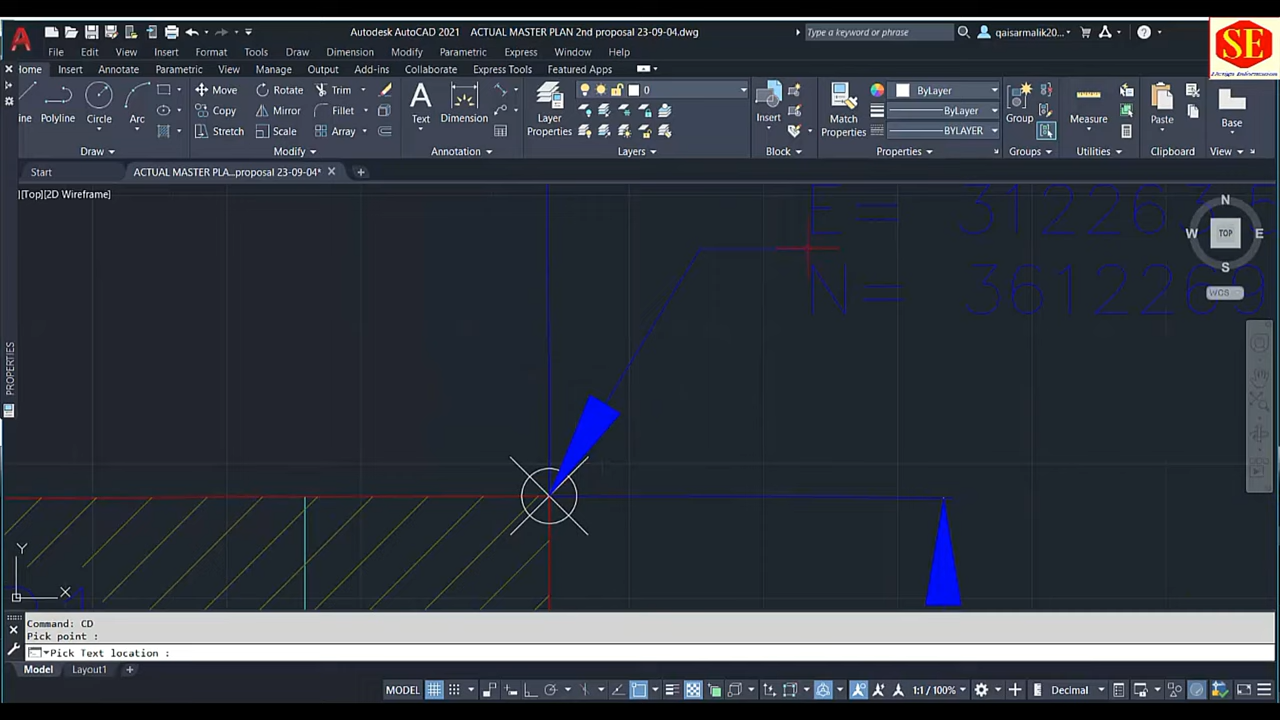 Autodesk AutoCAD 2021 ACTUAL MASTER PLAN 2nd proposal 23-09-04.dwg
Type a keyword or phrase
qaisarmalik20...
SE
File Edit View Insert Format Tools Draw Dimension Modify Parametric Express Window Help
Home Insert Annotate Parametric View Manage Output Add-ins Collaborate Express Tools Featured Apps
Move Rotate Trim
Copy Mirror Fillet
Stretch Scale Array
Polyline Circle Arc
Text Dimension
Layer Properties
0
Insert
Match Properties
ByLayer
ByLayer
BYLAYER
Group
Measure
Paste
Base
Draw Modify Annotation Layers Block Properties Groups Utilities Clipboard View
Start ACTUAL MASTER PLA...proposal 23-09-04*
[Top][2D Wireframe]
E = 312263
N = 3612269
N
W TOP E
S
WCS
PROPERTIES
Y
X
Command: CD
Pick point :
Pick Text location :
Model Layout1
MODEL 1:1 / 100% Decimal